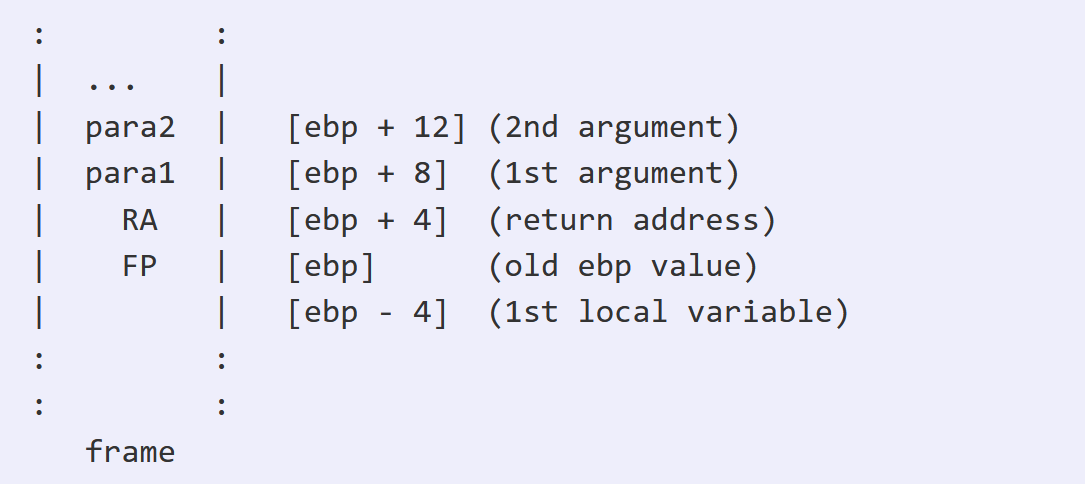 :         :
|  ...    |
|  para2  |   [ebp + 12] (2nd argument)
|  para1  |   [ebp + 8]  (1st argument)
|    RA   |   [ebp + 4]  (return address)
|    FP   |   [ebp]      (old ebp value)
|         |   [ebp - 4]  (1st local variable)
:         :
:         :
   frame